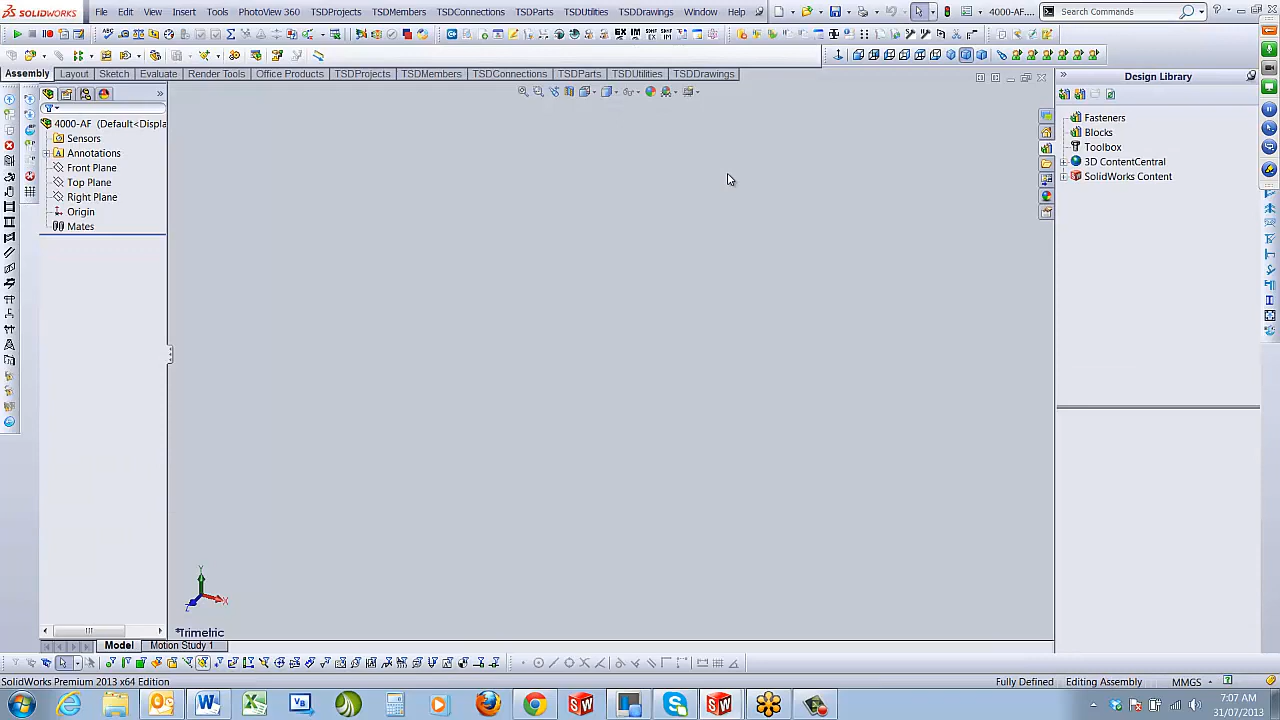 SOLIDWORKS File Edit View Insert Tools PhotoView 360 TSDProjects TSDMembers TSDConnections TSDParts TSDUtilities TSDDrawings Window Help 4000-AF... Search Commands
Assembly Layout Sketch Evaluate Render Tools Office Products TSDProjects TSDMembers TSDConnections TSDParts TSDUtilities TSDDrawings
Design Library
4000-AF (Default<Displa
Sensors
Annotations
Front Plane
Top Plane
Right Plane
Origin
Mates
Fasteners
Blocks
Toolbox
3D ContentCentral
SolidWorks Content
Y
X
Z
*Trimetric
Model Motion Study 1
SolidWorks Premium 2013 x64 Edition Fully Defined Editing Assembly MMGS
7:07 AM
31/07/2013